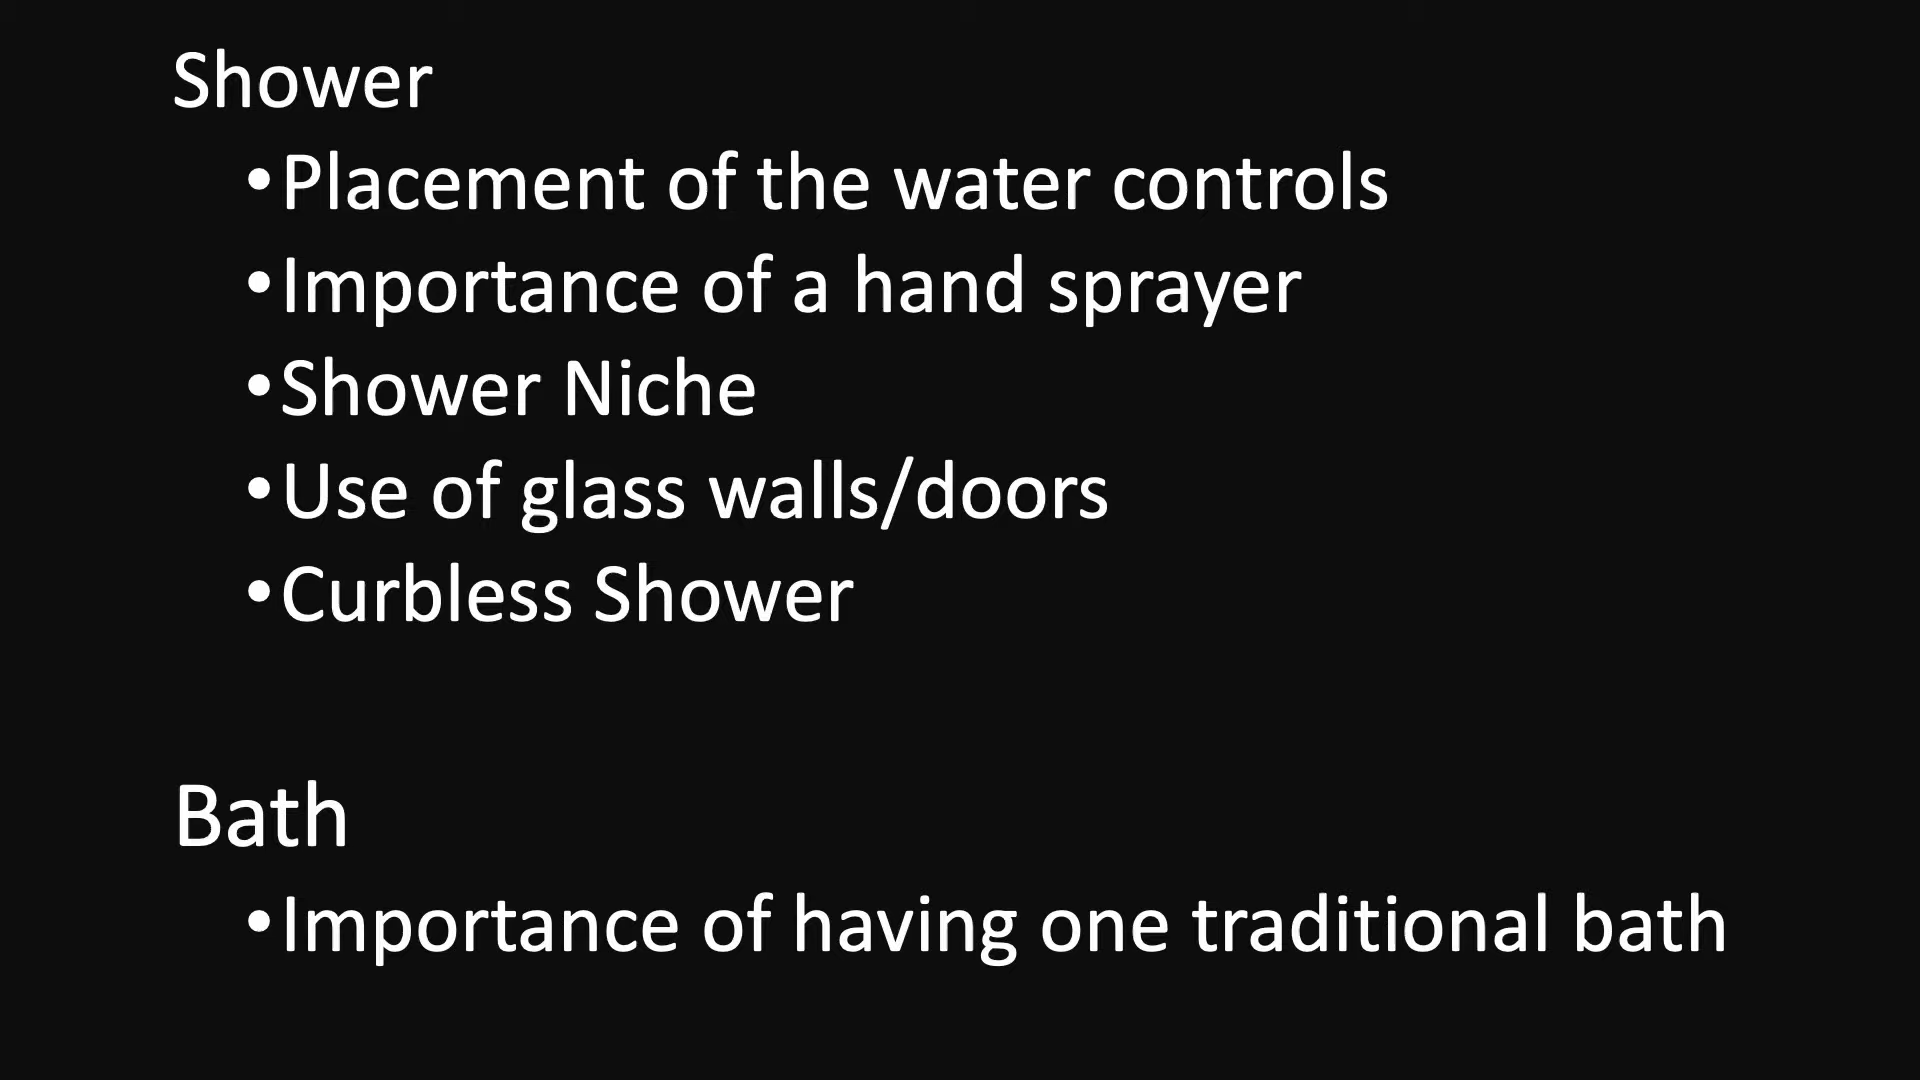 Shower
•Placement of the water controls
•Importance of a hand sprayer
•Shower Niche
•Use of glass walls/doors
•Curbless Shower
Bath
•Importance of having one traditional bath